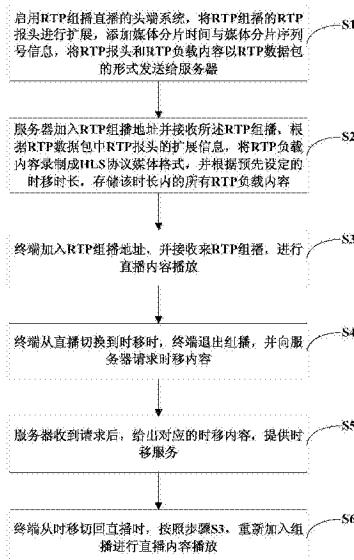 启用RTP组播直播的头端系统，将RTP组播的RTP
报头进行扩展，添加媒体分片时间与媒体分片序列
号信息，将RTP报头和RTP负载内容以RTP数据包
的形式发送给服务器
S1
服务器加入RTP组播地址并接收所述RTP组播，根
据RTP数据包中RTP报头的扩展信息，将RTP负载
内容录制成HLS协议媒体格式，并根据预先设定的
时移时长，存储该时长内的所有RTP负载内容
S2
终端加入RTP组播地址，并接收来RTP组播，进行
直播内容播放
S3
终端从直播切换到时移时，终端退出组播，并向服
务器请求时移内容
S4
服务器收到请求后，给出对应的时移内容，提供时
移服务
S5
终端从时移切回直播时，按照步骤S3，重新加入组
播进行直播内容播放
S6